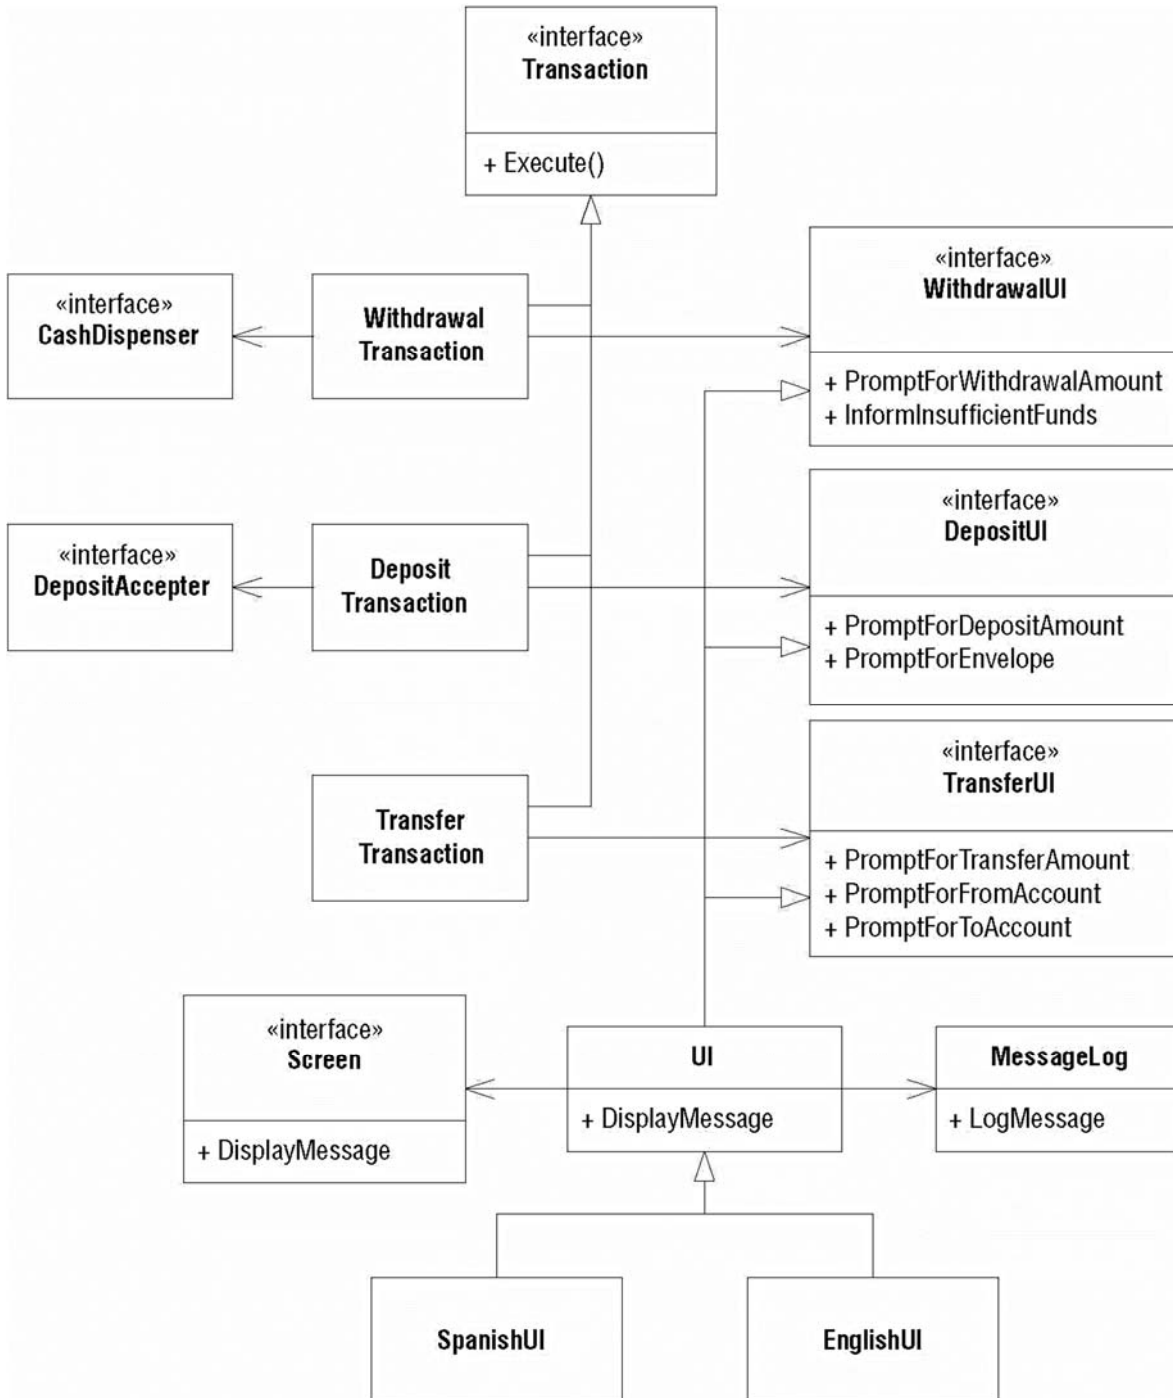 «interface»
Transaction
+ Execute()
«interface»
CashDispenser
Withdrawal
Transaction
«interface»
WithdrawalUI
+ PromptForWithdrawalAmount
+ InformInsufficientFunds
«interface»
DepositAccepter
Deposit
Transaction
«interface»
DepositUI
+ PromptForDepositAmount
+ PromptForEnvelope
Transfer
Transaction
«interface»
TransferUI
+ PromptForTransferAmount
+ PromptForFromAccount
+ PromptForToAccount
«interface»
Screen
+ DisplayMessage
UI
+ DisplayMessage
MessageLog
+ LogMessage
SpanishUI
EnglishUI